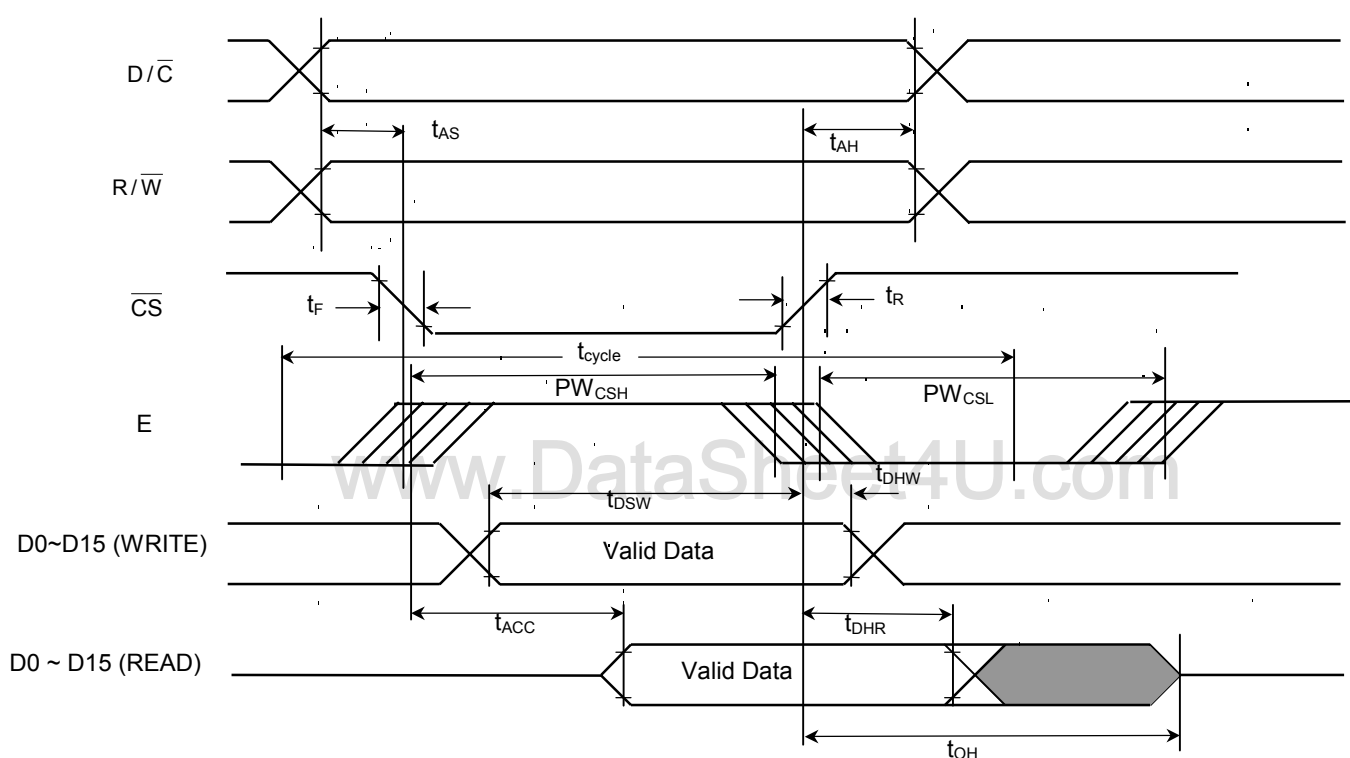 D/C̅
tAS
tAH
R/W̅
C̅S̅
tF
tR
tcycle
PWCSH
PWCSL
E
www.DataSheet4U.com
tDHW
tDSW
D0~D15 (WRITE)
Valid Data
tACC
tDHR
D0 ~ D15 (READ)
Valid Data
tOH